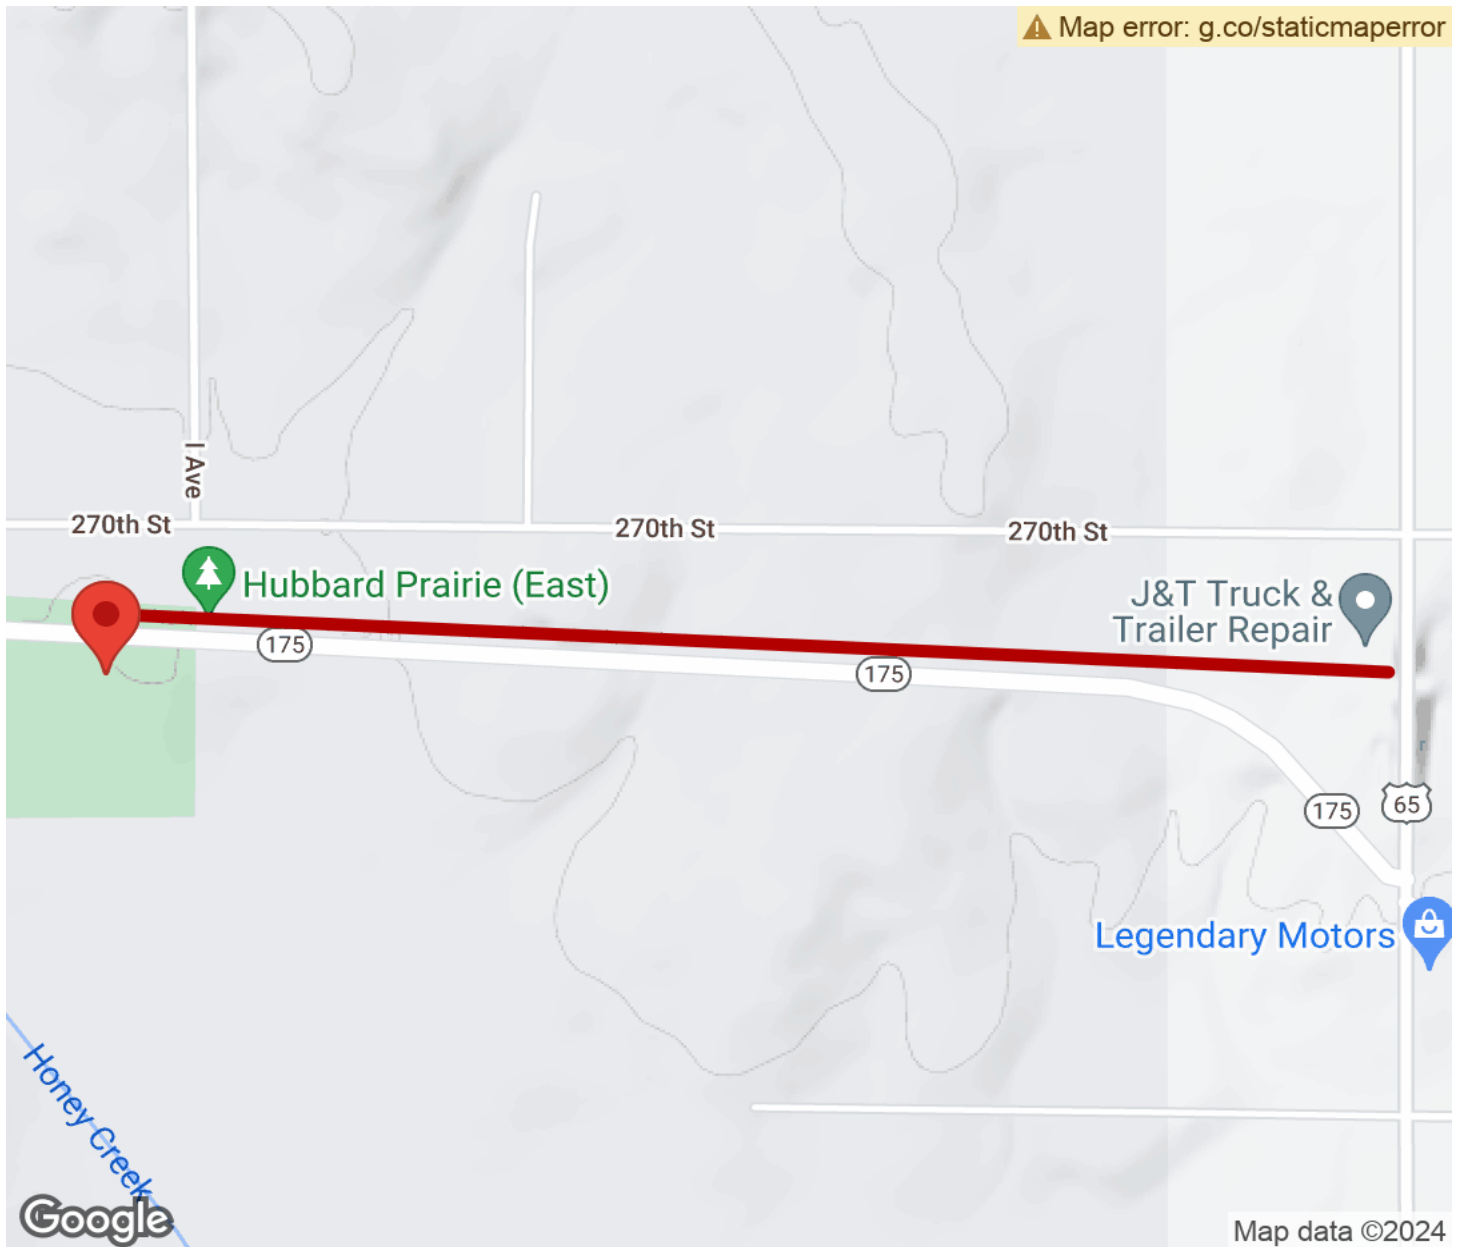 Map error: g.co/staticmaperror
I Ave
270th St
270th St
270th St
Hubbard Prairie (East)
J&T Truck &
Trailer Repair
175
175
175
65
r
Legendary Motors
Honey Creek
Google
Map data ©2024